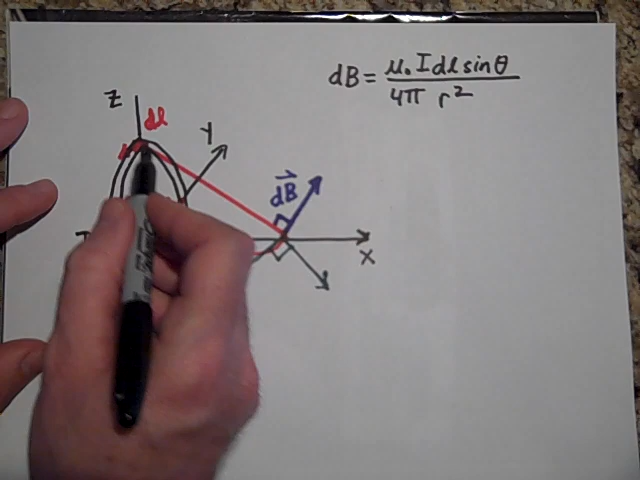 dB = μ₀ I dl sinθ
4π r²
Z
dl
Y
dB⃗
X